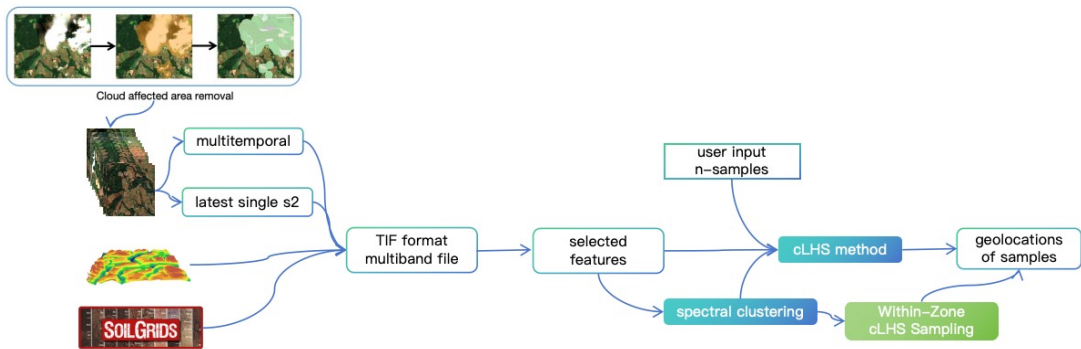 Cloud affected area removal
multitemporal
latest single s2
SOILGRIDS
TIF format
multiband file
selected
features
user input
n-samples
cLHS method
spectral clustering
Within-Zone
cLHS Sampling
geolocations
of samples